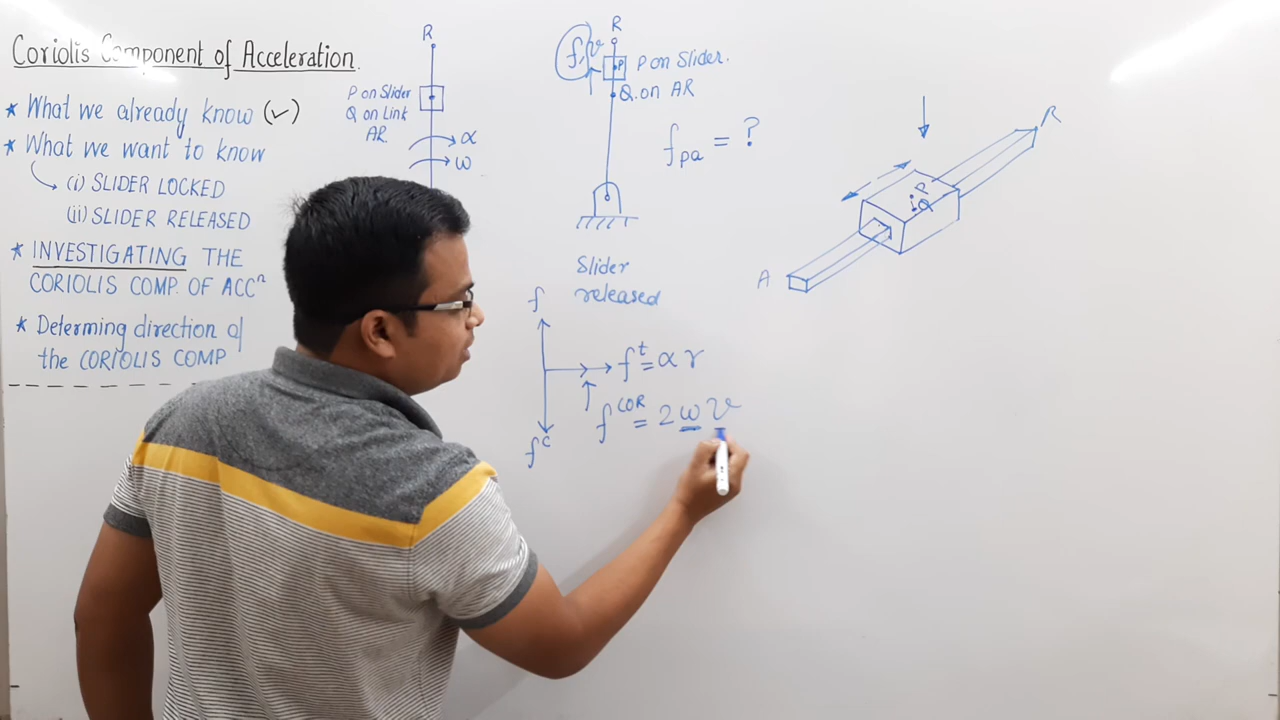 Coriolis Component of Acceleration.
* What we already know (✓)
* What we want to know
(i) SLIDER LOCKED
(ii) SLIDER RELEASED
* INVESTIGATING THE
CORIOLIS COMP. OF ACCⁿ
* Determing direction of
the CORIOLIS COMP
R
P on Slider
Q on Link
AR.
α
ω
R
f, v
P
P on Slider.
Q on AR
f_pa = ?
Slider
released
f
f^t = α r
f^COR = 2 ω v
f^c
R
P
Q
A